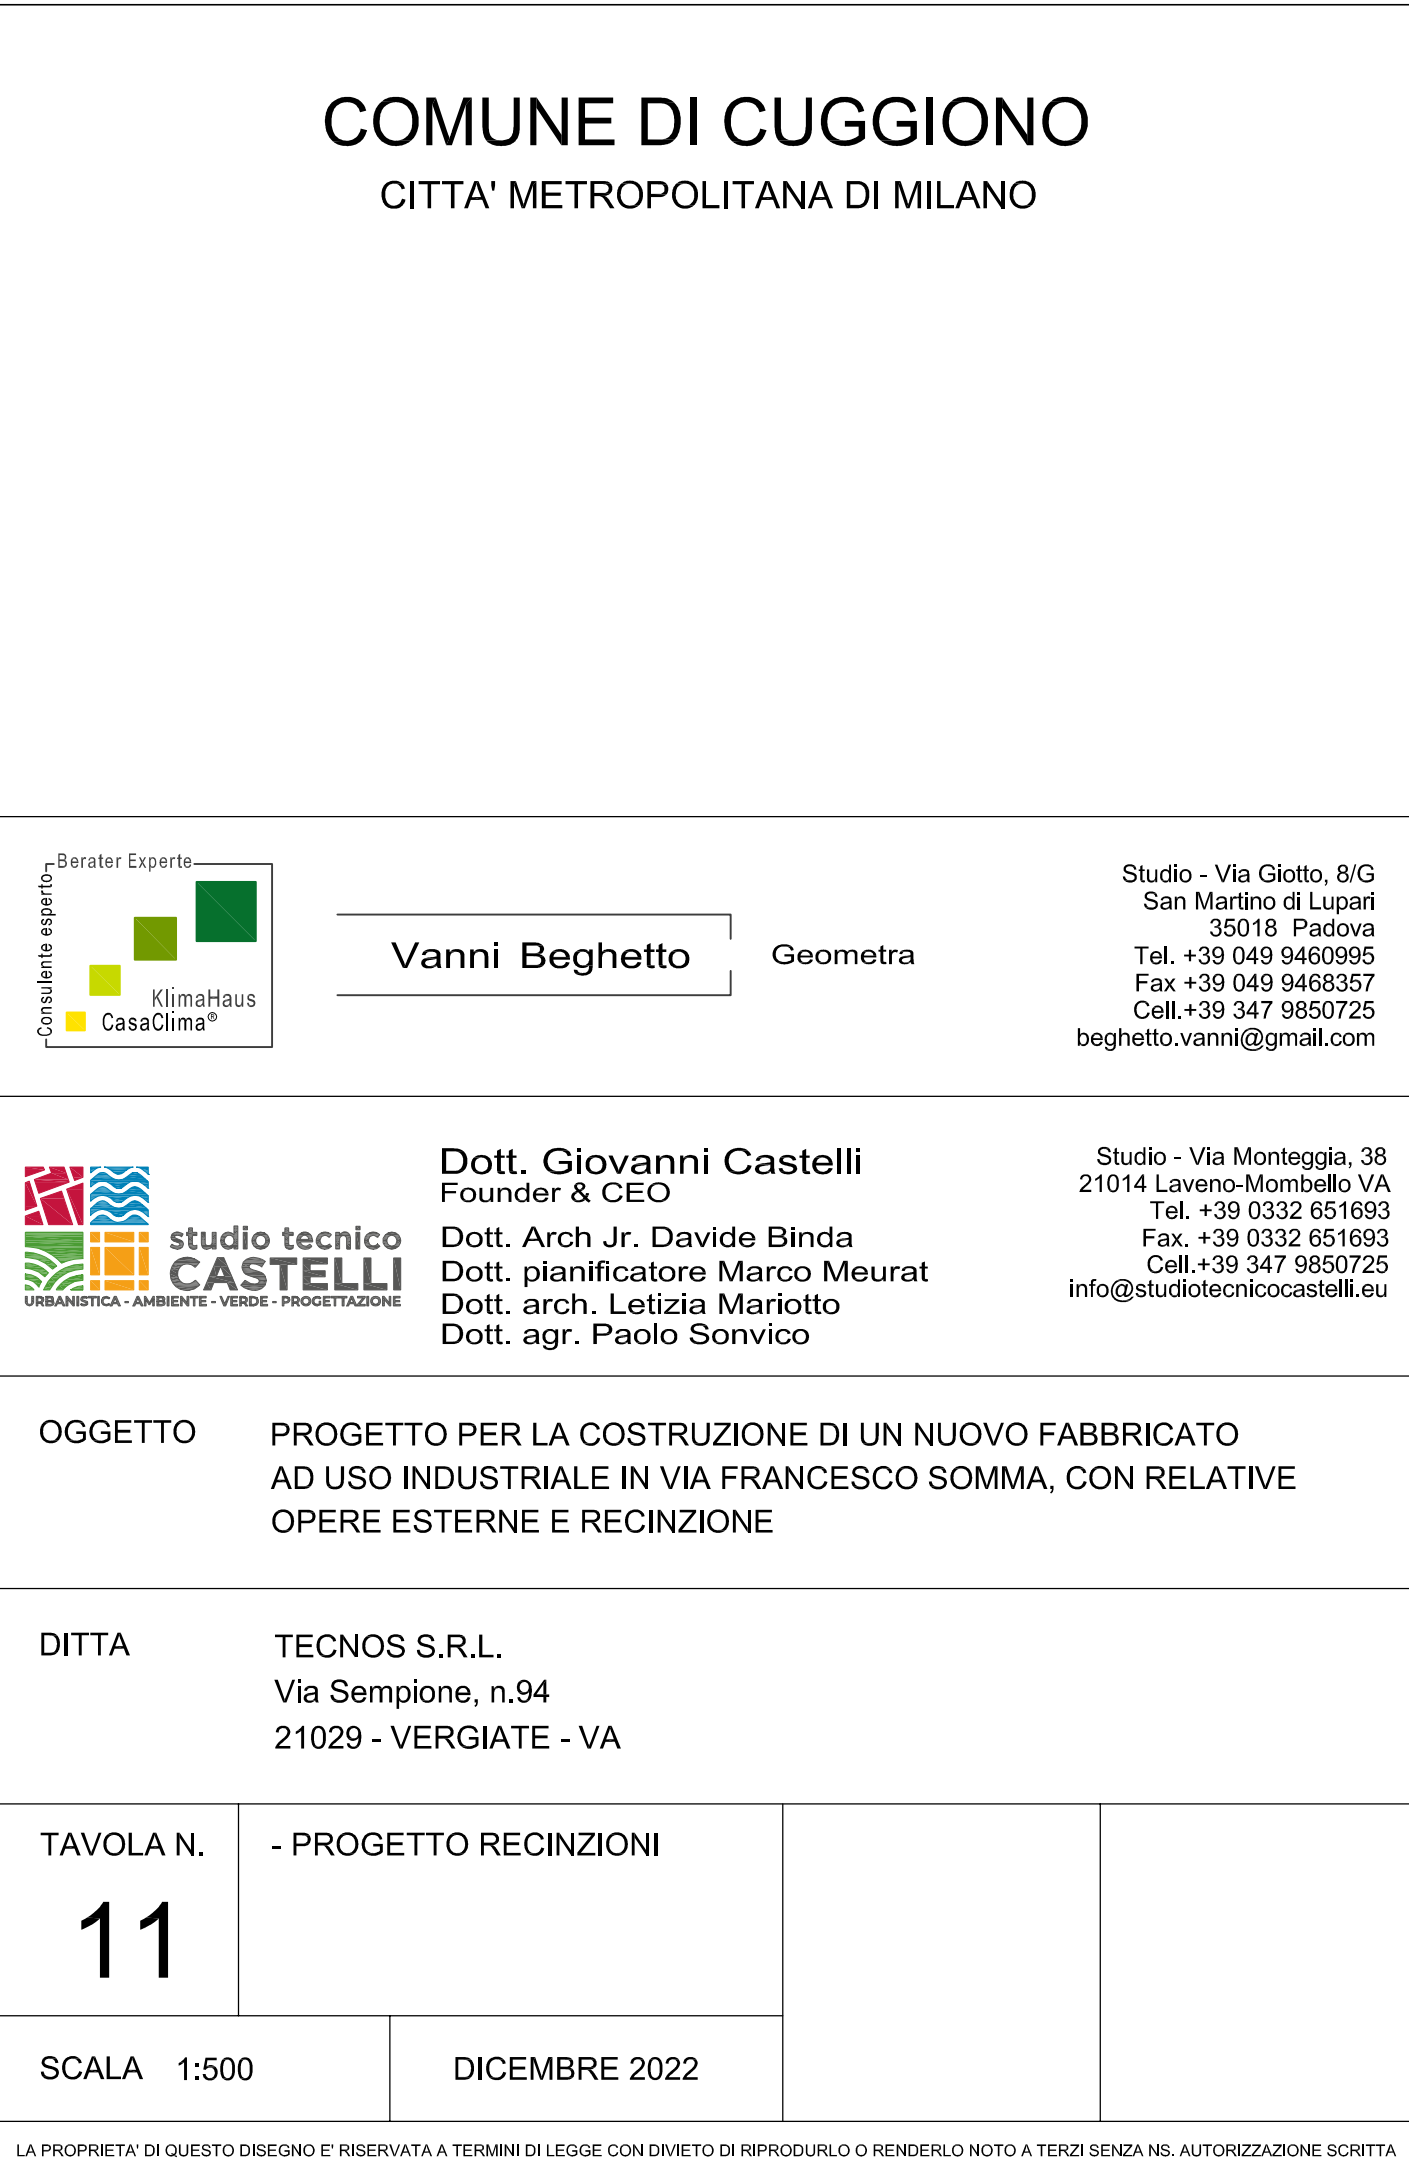 COMUNE DI CUGGIONO
CITTA' METROPOLITANA DI MILANO
Berater Experte
Consulente esperto
KlimaHaus
CasaClima®
Vanni Beghetto
Geometra
Studio - Via Giotto, 8/G
San Martino di Lupari
35018 Padova
Tel. +39 049 9460995
Fax +39 049 9468357
Cell.+39 347 9850725
beghetto.vanni@gmail.com
studio tecnico
CASTELLI
URBANISTICA - AMBIENTE - VERDE - PROGETTAZIONE
Dott. Giovanni Castelli
Founder & CEO
Dott. Arch Jr. Davide Binda
Dott. pianificatore Marco Meurat
Dott. arch. Letizia Mariotto
Dott. agr. Paolo Sonvico
Studio - Via Monteggia, 38
21014 Laveno-Mombello VA
Tel. +39 0332 651693
Fax. +39 0332 651693
Cell.+39 347 9850725
info@studiotecnicocastelli.eu
OGGETTO
PROGETTO PER LA COSTRUZIONE DI UN NUOVO FABBRICATO
AD USO INDUSTRIALE IN VIA FRANCESCO SOMMA, CON RELATIVE
OPERE ESTERNE E RECINZIONE
DITTA
TECNOS S.R.L.
Via Sempione, n.94
21029 - VERGIATE - VA
TAVOLA N.
11
- PROGETTO RECINZIONI
SCALA 1:500
DICEMBRE 2022
LA PROPRIETA' DI QUESTO DISEGNO E' RISERVATA A TERMINI DI LEGGE CON DIVIETO DI RIPRODURLO O RENDERLO NOTO A TERZI SENZA NS. AUTORIZZAZIONE SCRITTA